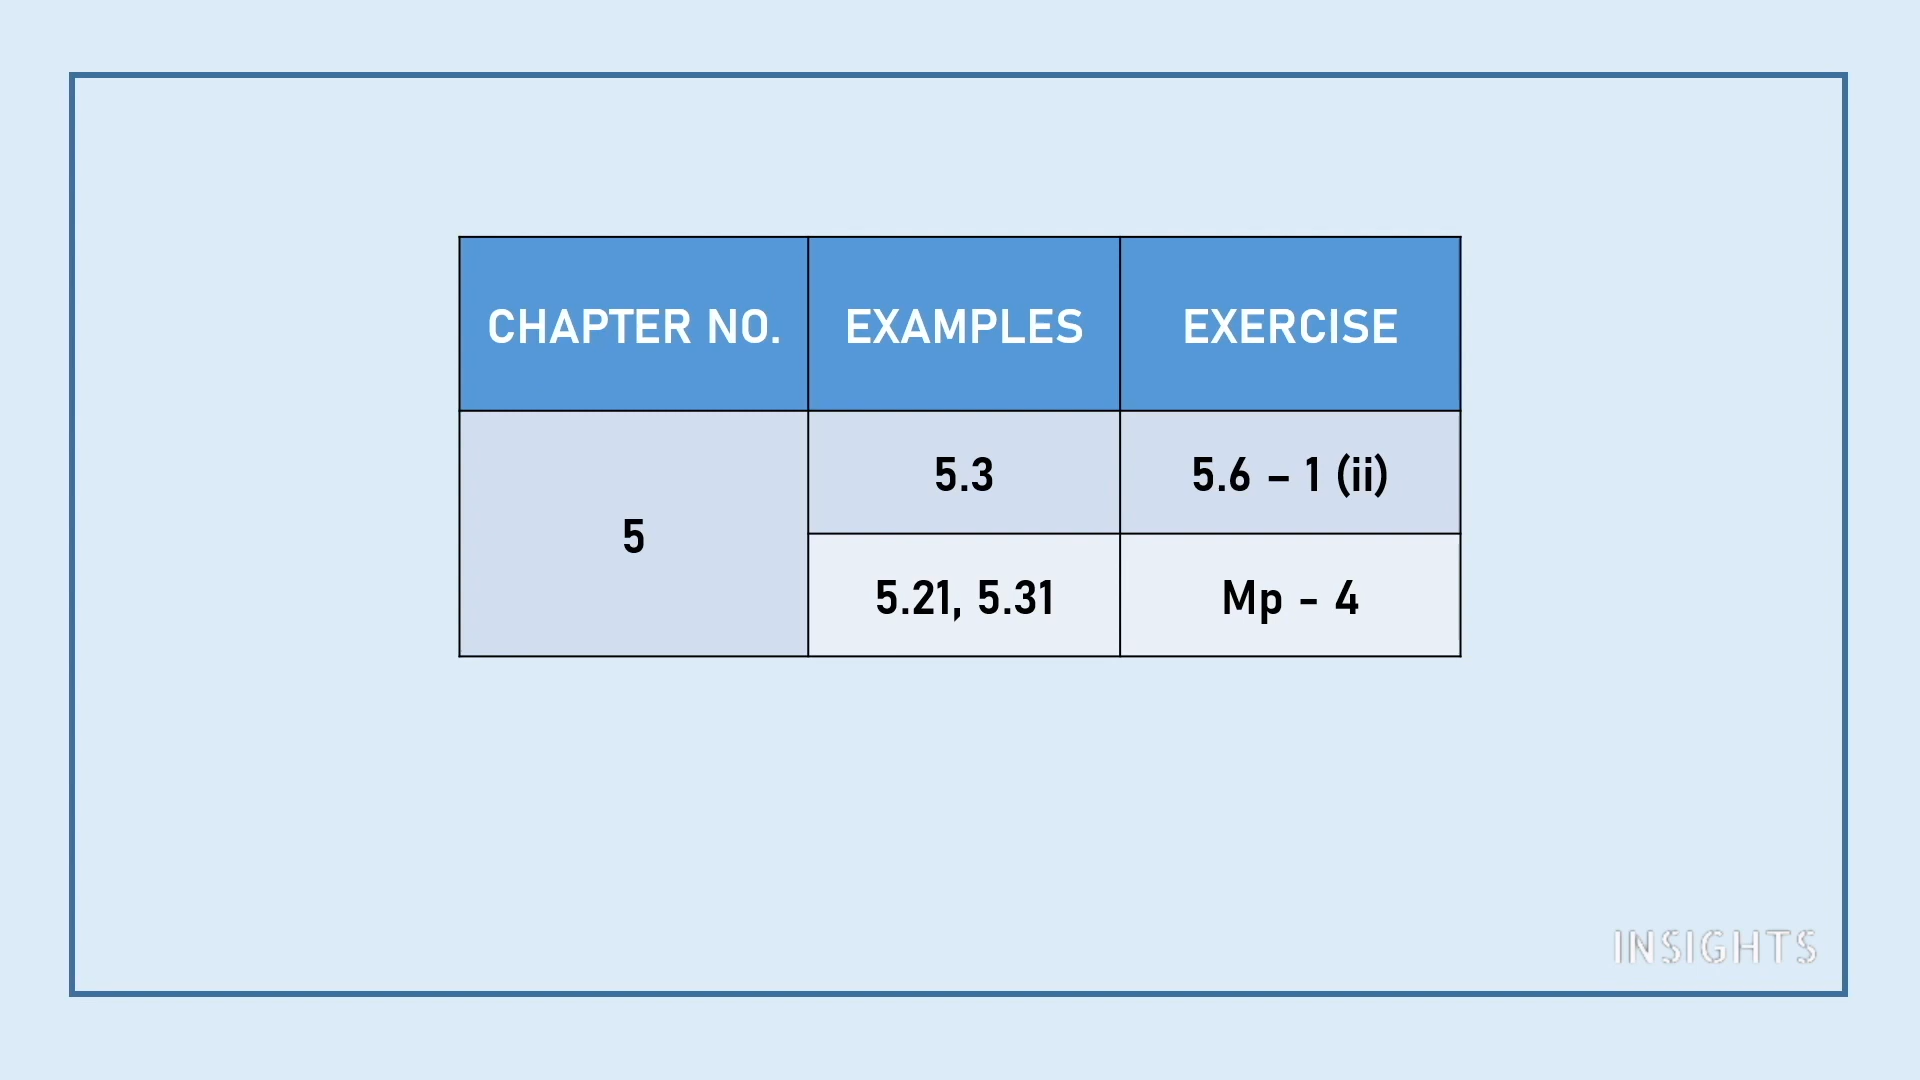 CHAPTER NO. EXAMPLES EXERCISE
5 5.3 5.6 – 1 (ii)
5.21, 5.31 Mp - 4
INSIGHTS